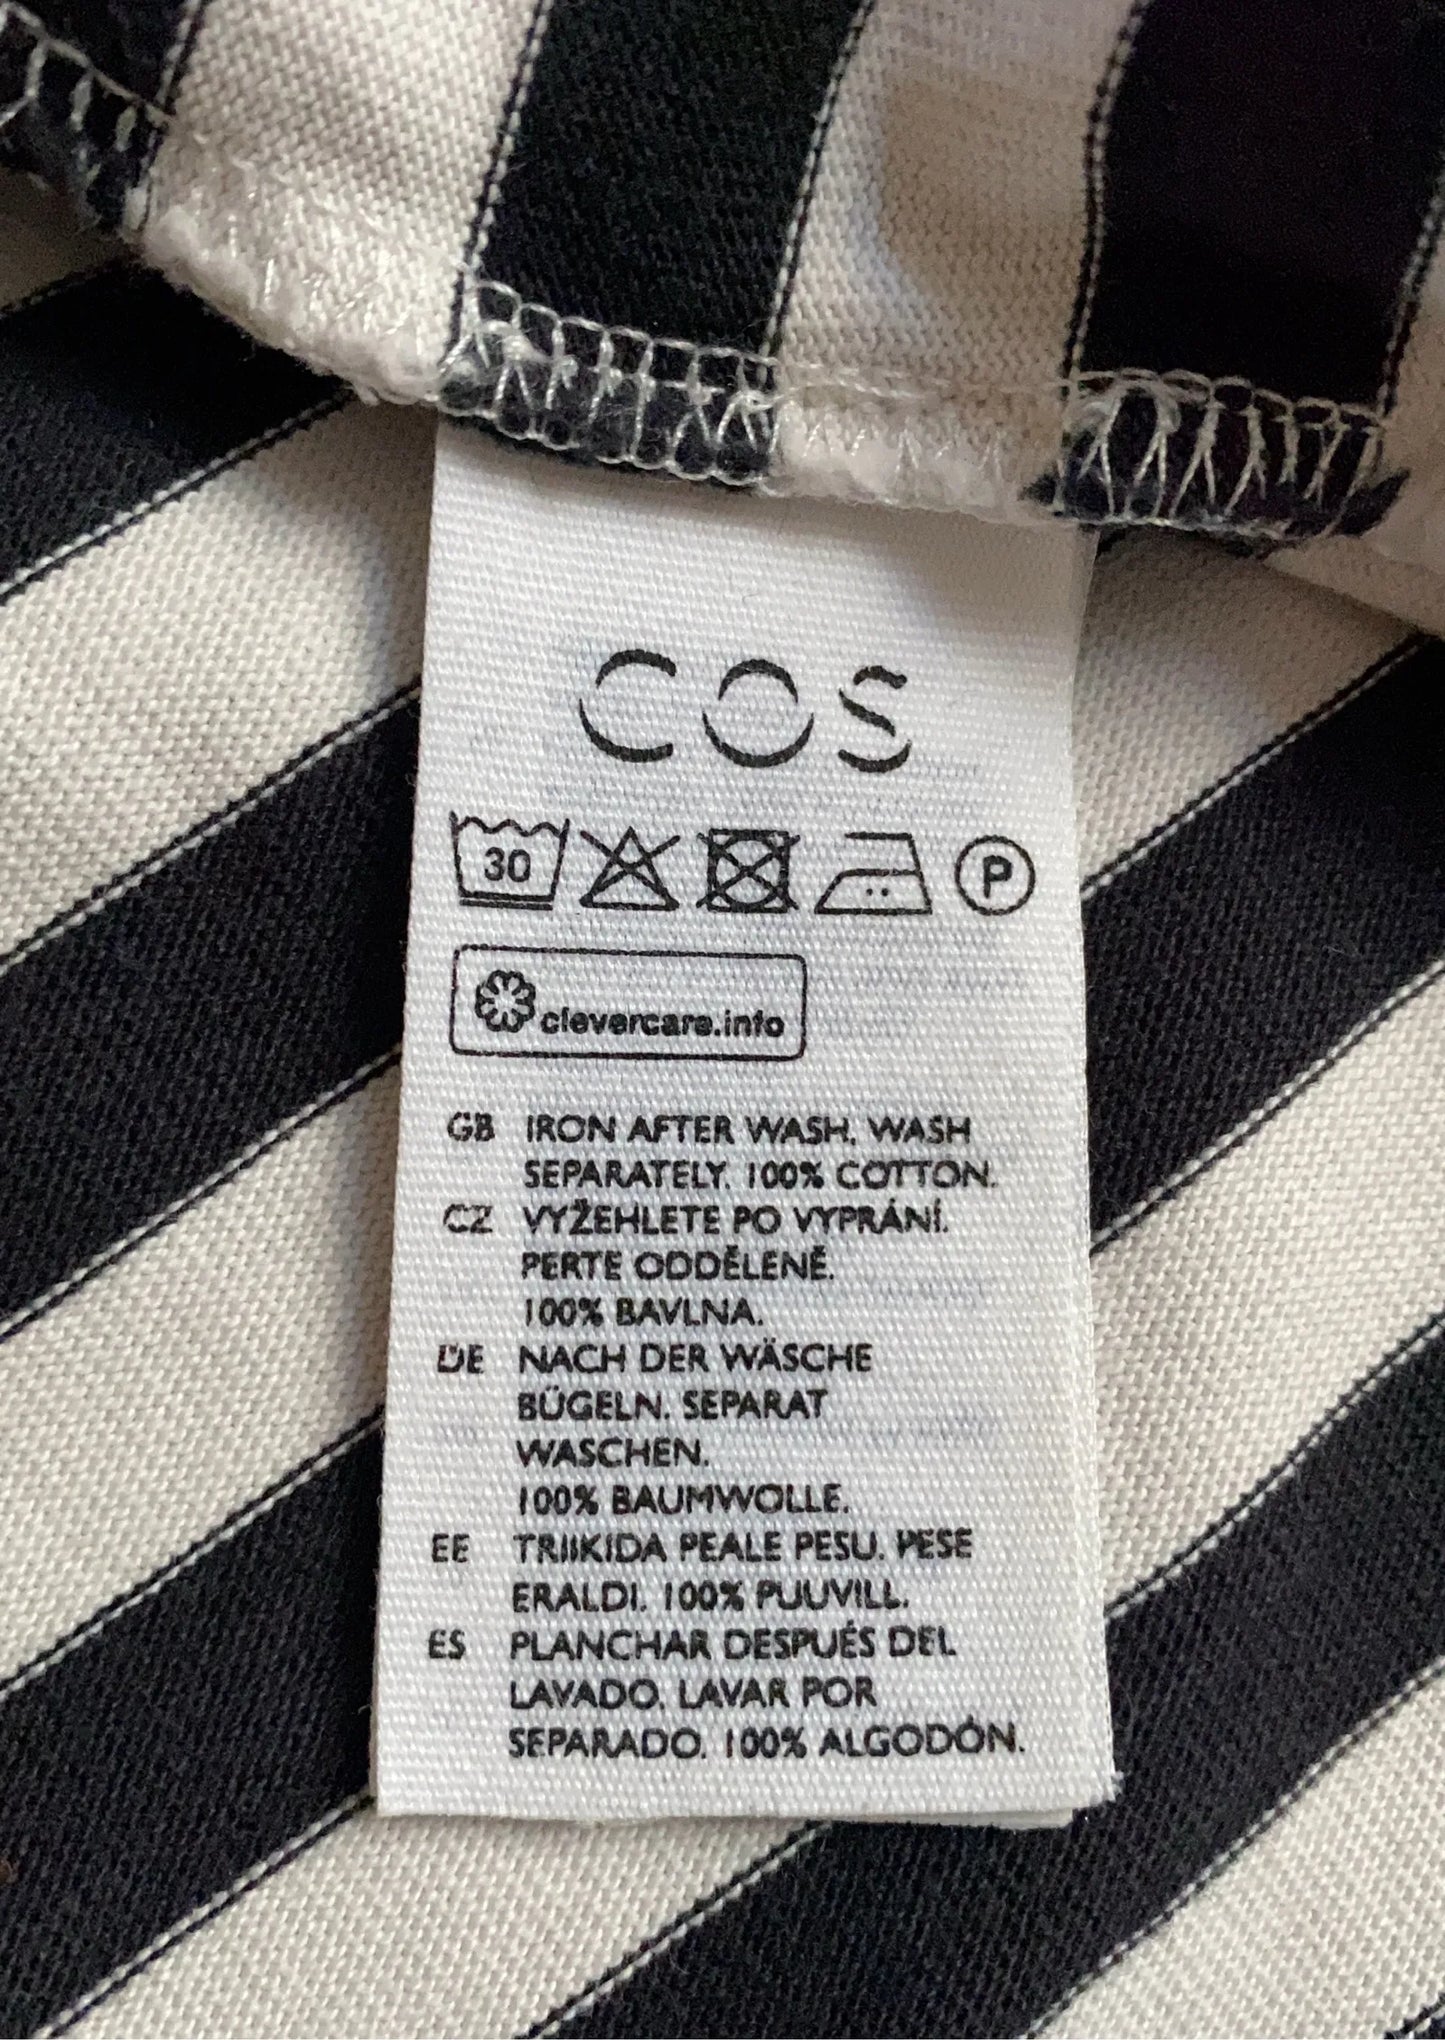 COS
30
P
clevercare.info
GB IRON AFTER WASH. WASH
SEPARATELY. 100% COTTON.
CZ VYŽEHLETE PO VYPRÁNÍ.
PERTE ODDĚLENĚ.
100% BAVLNA.
DE NACH DER WÄSCHE
BÜGELN. SEPARAT
WASCHEN.
100% BAUMWOLLE.
EE TRIIKIDA PEALE PESU. PESE
ERALDI. 100% PUUVILL.
ES PLANCHAR DESPUÉS DEL
LAVADO. LAVAR POR
SEPARADO. 100% ALGODÓN.